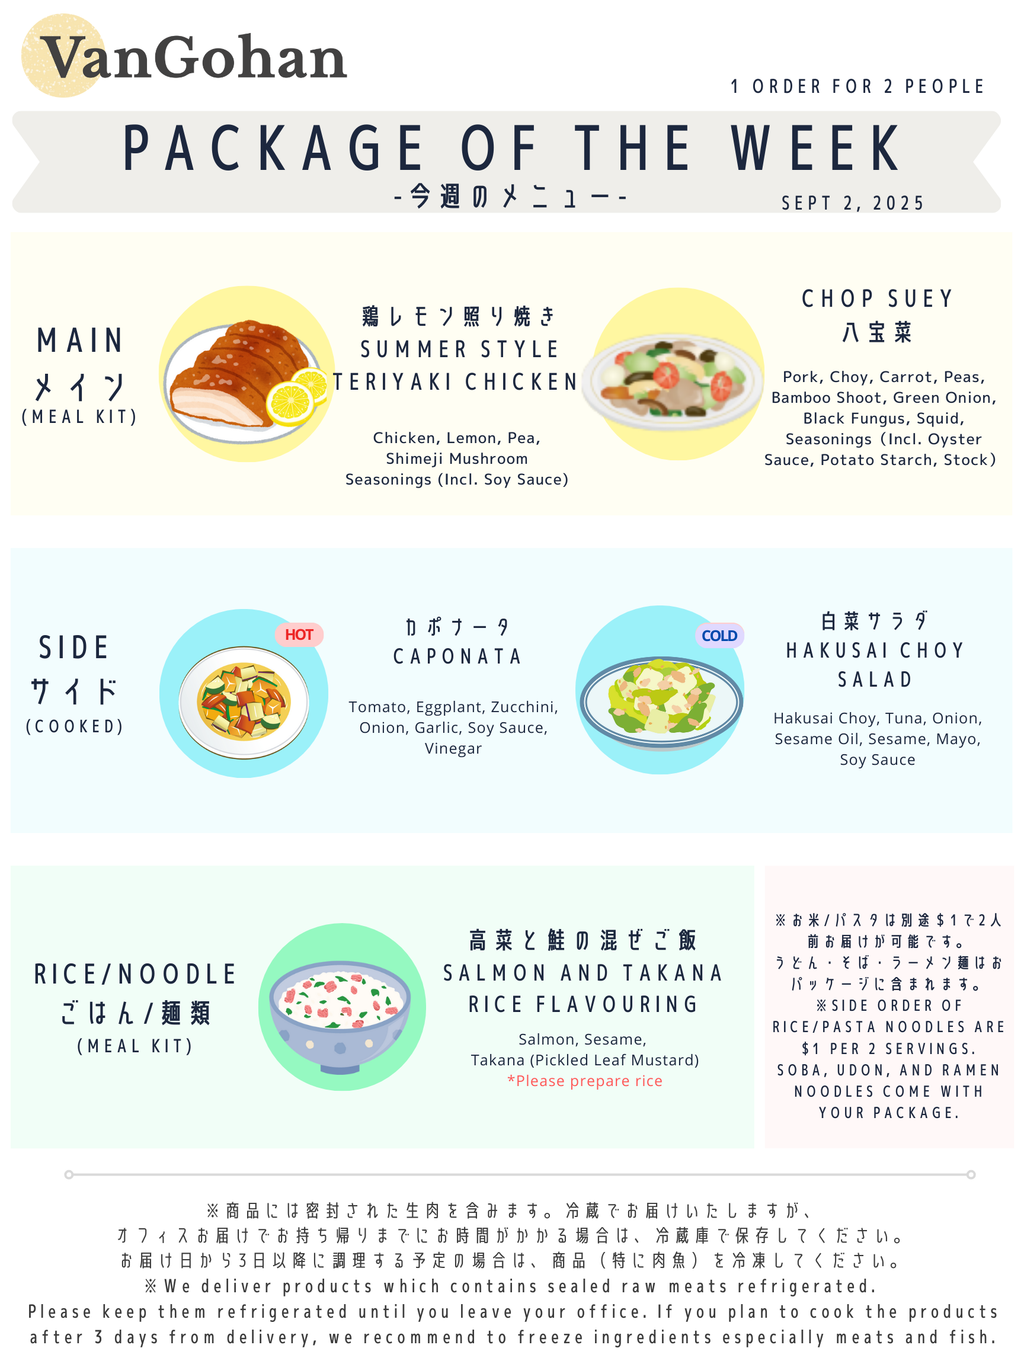 VanGohan
1 ORDER FOR 2 PEOPLE
PACKAGE OF THE WEEK
-今週のメニュー-
SEPT 2, 2025
MAIN
メイン
(MEAL KIT)
鶏レモン照り焼き
SUMMER STYLE
TERIYAKI CHICKEN
Chicken, Lemon, Pea,
Shimeji Mushroom
Seasonings (Incl. Soy Sauce)
CHOP SUEY
八宝菜
Pork, Choy, Carrot, Peas,
Bamboo Shoot, Green Onion,
Black Fungus, Squid,
Seasonings (Incl. Oyster
Sauce, Potato Starch, Stock)
SIDE
サイド
(COOKED)
HOT
カポナータ
CAPONATA
Tomato, Eggplant, Zucchini,
Onion, Garlic, Soy Sauce,
Vinegar
COLD
白菜サラダ
HAKUSAI CHOY
SALAD
Hakusai Choy, Tuna, Onion,
Sesame Oil, Sesame, Mayo,
Soy Sauce
RICE/NOODLE
ごはん/麺類
(MEAL KIT)
高菜と鮭の混ぜご飯
SALMON AND TAKANA
RICE FLAVOURING
Salmon, Sesame,
Takana (Pickled Leaf Mustard)
*Please prepare rice
※お米/パスタは別途$1で2人
前お届けが可能です。
うどん・そば・ラーメン麺はお
パッケージに含まれます。
※SIDE ORDER OF
RICE/PASTA NOODLES ARE
$1 PER 2 SERVINGS.
SOBA, UDON, AND RAMEN
NOODLES COME WITH
YOUR PACKAGE.
※商品には密封された生肉を含みます。冷蔵でお届けいたしますが、
オフィスお届けでお持ち帰りまでにお時間がかかる場合は、冷蔵庫で保存してください。
お届け日から3日以降に調理する予定の場合は、商品（特に肉魚）を冷凍してください。
※We deliver products which contains sealed raw meats refrigerated.
Please keep them refrigerated until you leave your office. If you plan to cook the products
after 3 days from delivery, we recommend to freeze ingredients especially meats and fish.